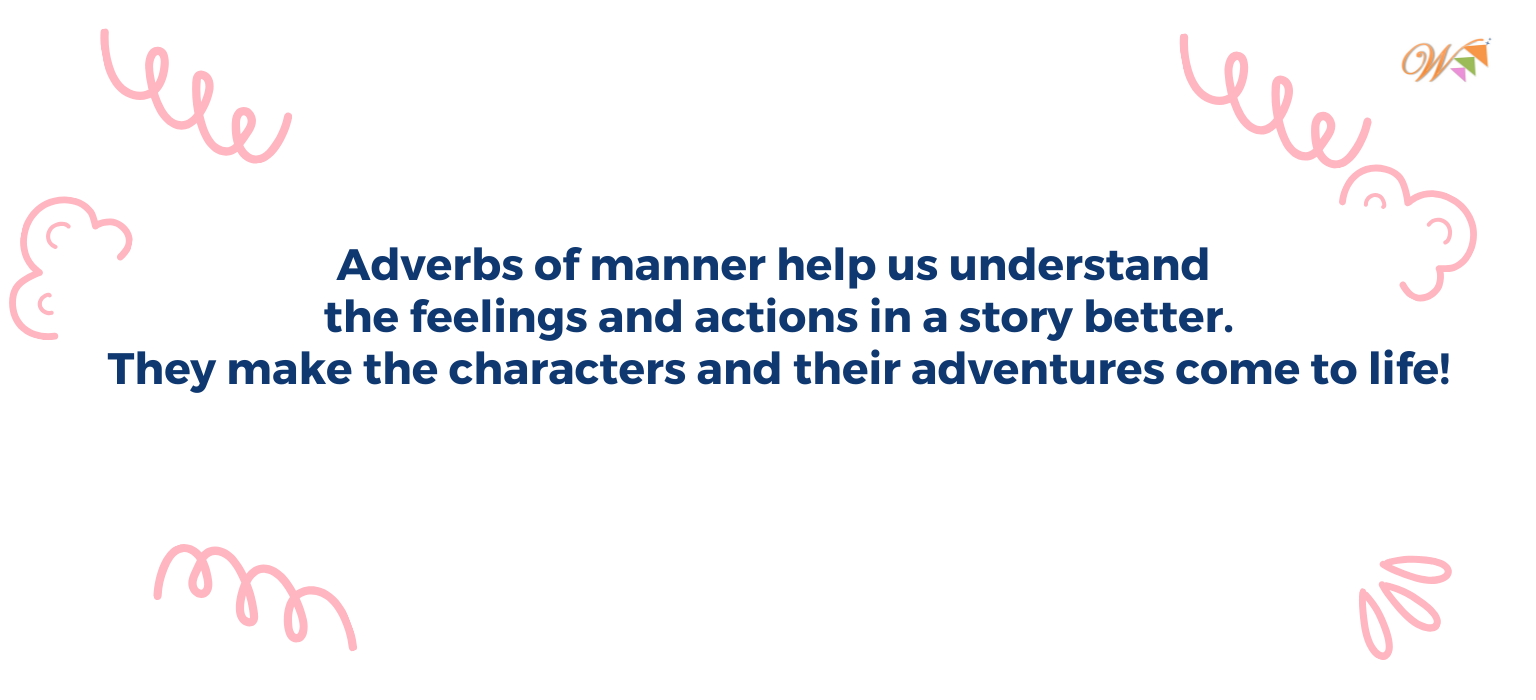 W
Adverbs of manner help us understand
the feelings and actions in a story better.
They make the characters and their adventures come to life!